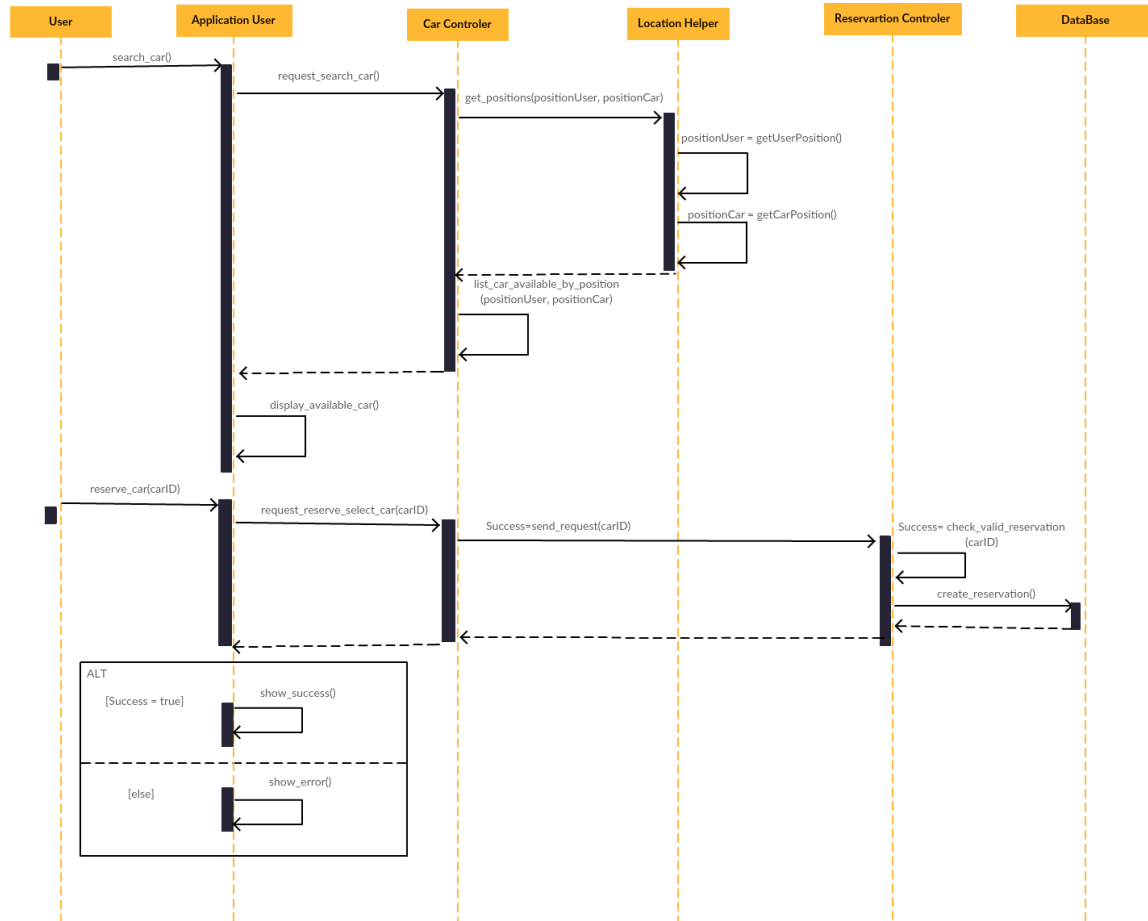 User
Application User
Car Controler
Location Helper
Reservartion Controler
DataBase
search_car()
request_search_car()
get_positions(positionUser, positionCar)
positionUser = getUserPosition()
positionCar = getCarPosition()
list_car_available_by_position
(positionUser, positionCar)
display_available_car()
reserve_car(carID)
request_reserve_select_car(carID)
Success=send_request(carID)
Success= check_valid_reservation
(carID)
create_reservation()
ALT
[Success = true]
show_success()
[else]
show_error()